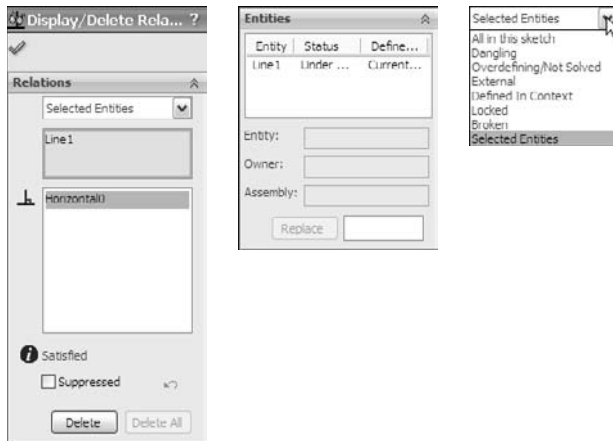 Display/Delete Rela... ?
Relations
Selected Entities
Line1
Horizontal0
Satisfied
Suppressed
Delete
Delete All
Entities
Entity Status Define...
Line1 Under ... Current...
Entity:
Owner:
Assembly:
Replace
Selected Entities
All in this sketch
Dangling
Overdefining/Not Solved
External
Defined In Context
Locked
Broken
Selected Entities